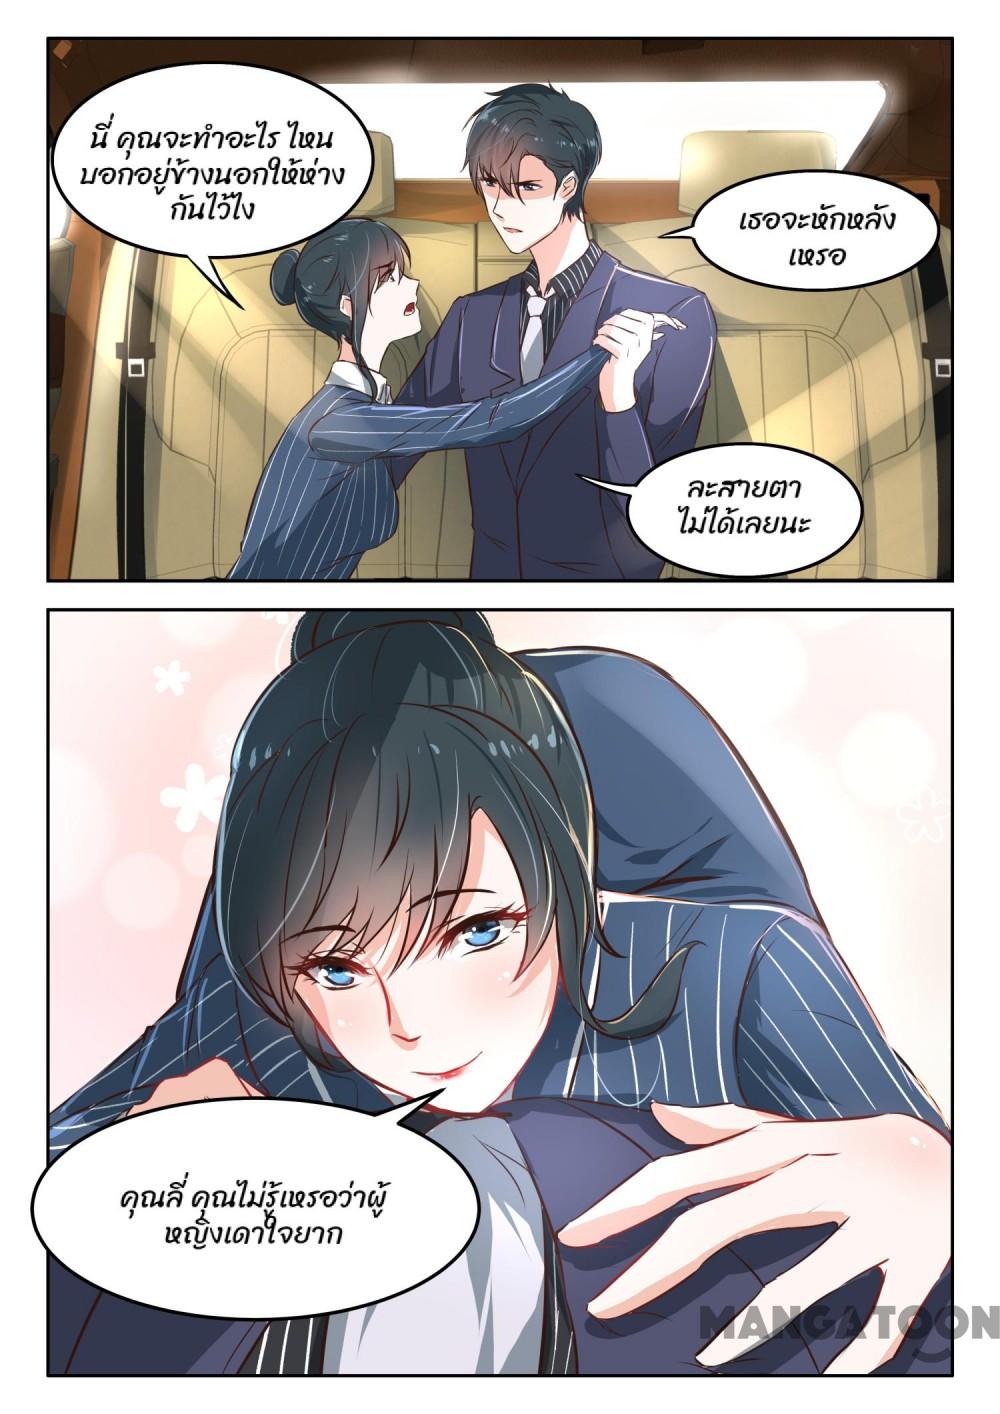 นี่ คุณจะทำอะไร ไหน
บอกอยู่ข้างนอกให้ห่าง
กันไว้ไง
เธอจะหักหลัง
เหรอ
ละสายตา
ไม่ได้เลยนะ
คุณลี่ คุณไม่รู้เหรอว่าผู้
หญิงเดาใจยาก
MANGATOON